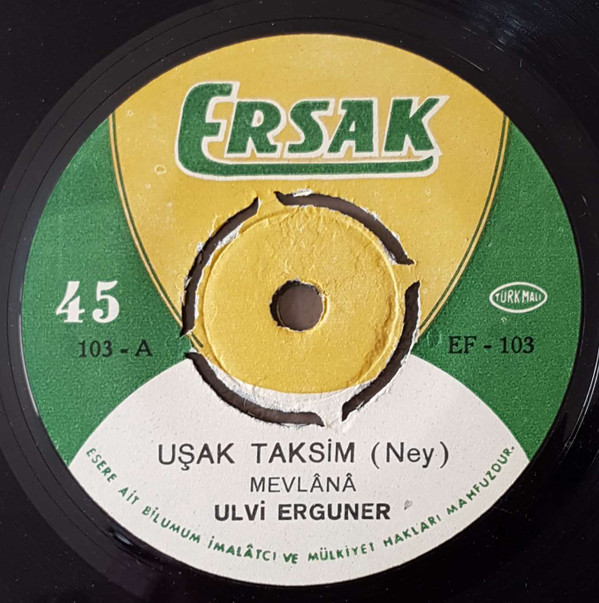 ERSAK
45
TÜRK MALI
103 - A
EF - 103
UŞAK TAKSİM (Ney)
MEVLÂNÂ
ULVİ ERGUNER
ESERE AİT BİLUMUM İMALÂTCI VE MÜLKİYET HAKLARI MAHFUZDUR.